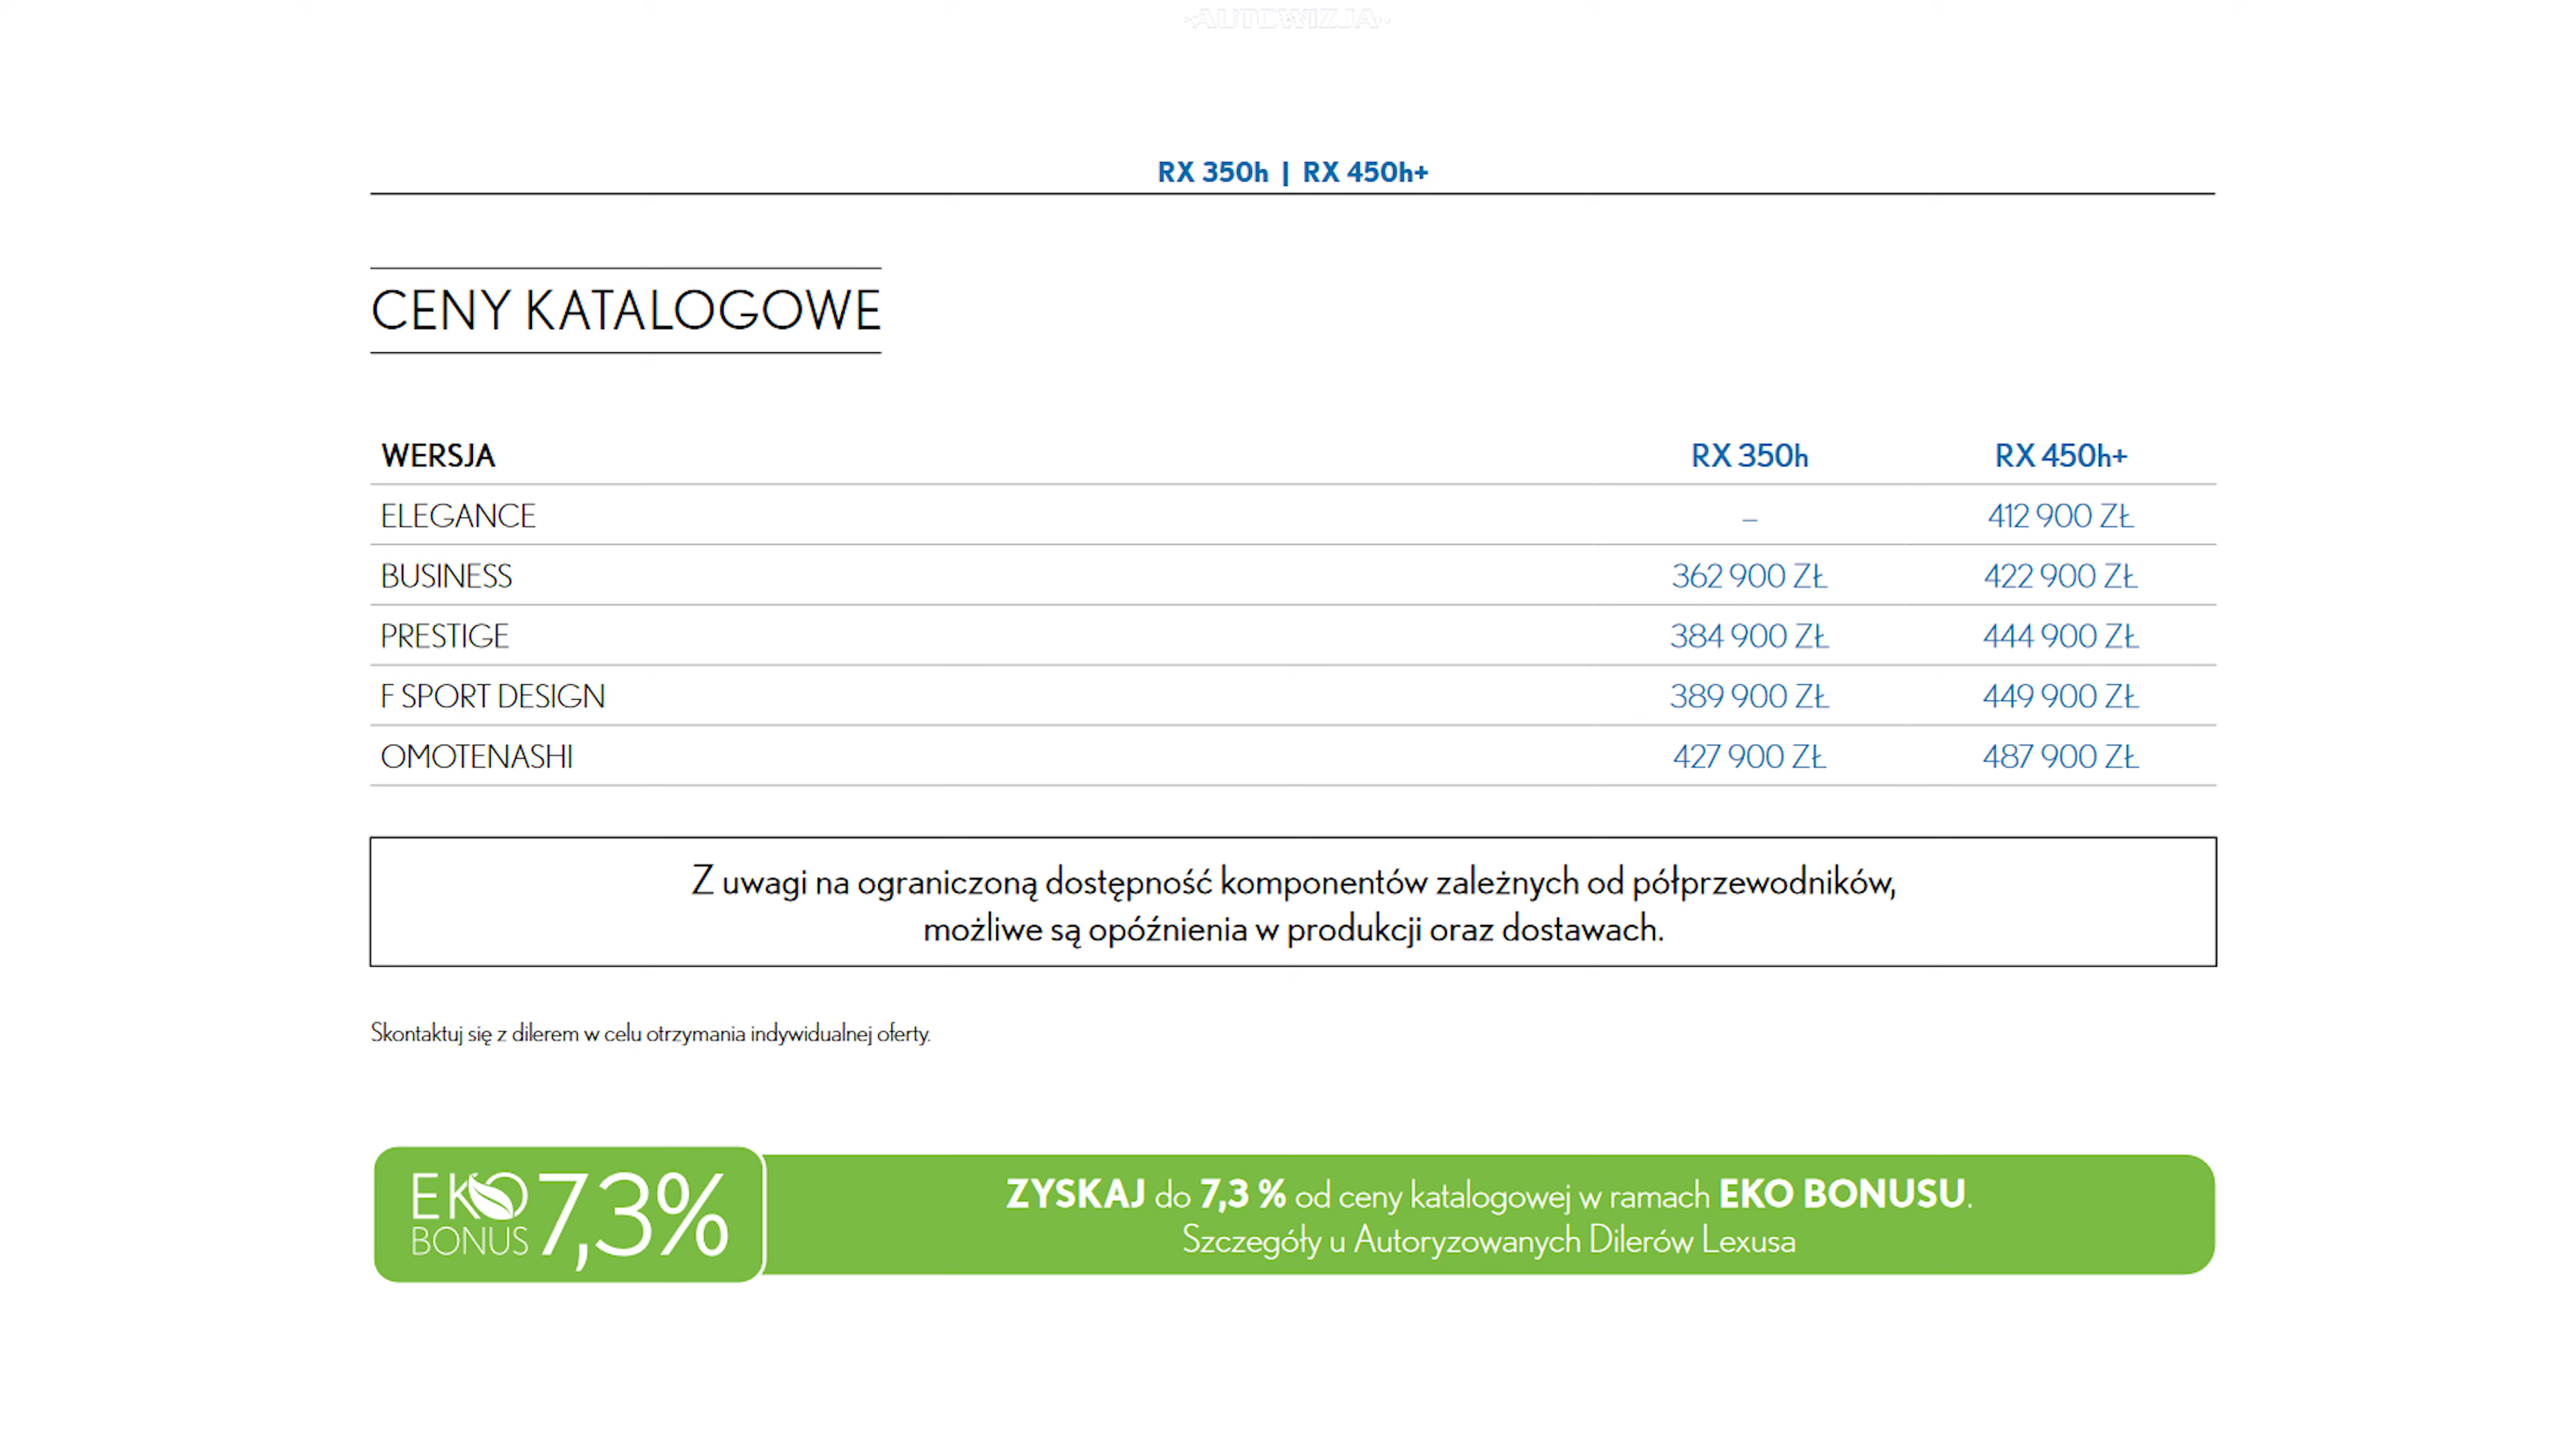 AUTOWIZJA
RX 350h | RX 450h+
CENY KATALOGOWE
WERSJA RX 350h RX 450h+
ELEGANCE – 412 900 ZŁ
BUSINESS 362 900 ZŁ 422 900 ZŁ
PRESTIGE 384 900 ZŁ 444 900 ZŁ
F SPORT DESIGN 389 900 ZŁ 449 900 ZŁ
OMOTENASHI 427 900 ZŁ 487 900 ZŁ
Z uwagi na ograniczoną dostępność komponentów zależnych od półprzewodników,
możliwe są opóźnienia w produkcji oraz dostawach.
Skontaktuj się z dilerem w celu otrzymania indywidualnej oferty.
EKO
BONUS 7,3%
ZYSKAJ do 7,3 % od ceny katalogowej w ramach EKO BONUSU.
Szczegóły u Autoryzowanych Dilerów Lexusa